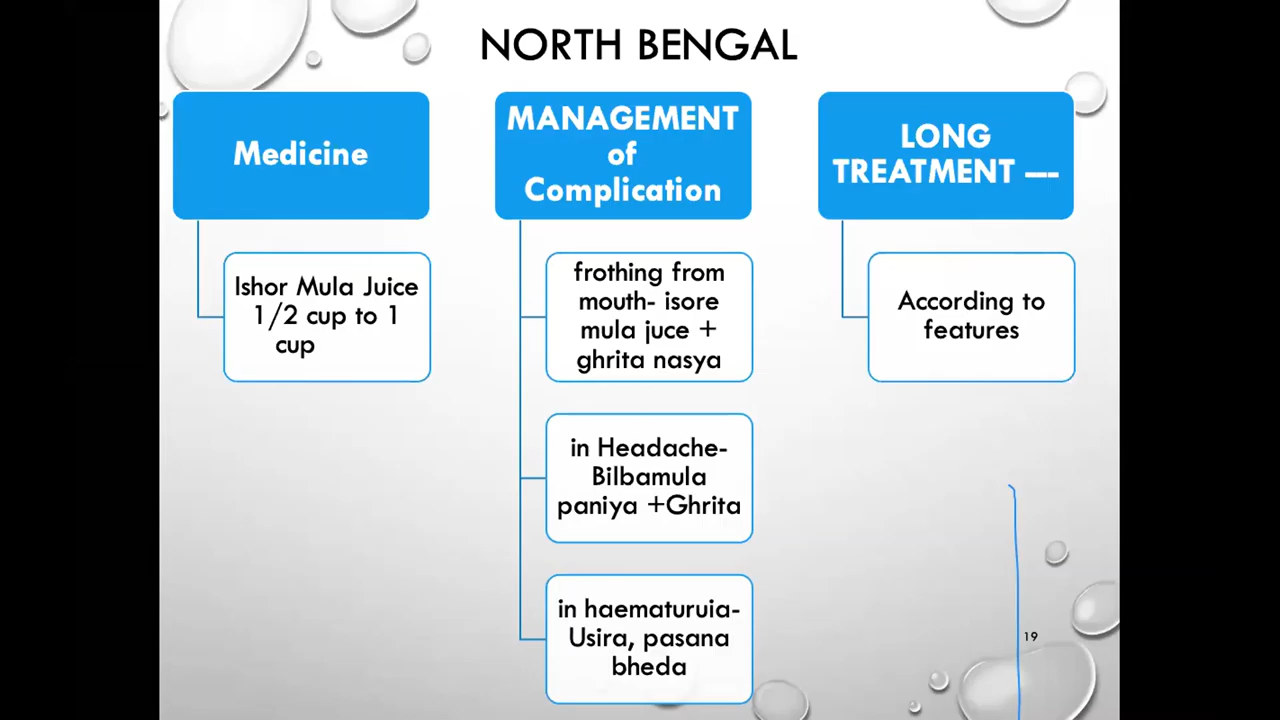 NORTH BENGAL
Medicine
Ishor Mula Juice
1/2 cup to 1
cup
MANAGEMENT
of
Complication
frothing from
mouth- isore
mula juce +
ghrita nasya
in Headache-
Bilbamula
paniya +Ghrita
in haematuruia-
Usira, pasana
bheda
LONG
TREATMENT ---
According to
features
19